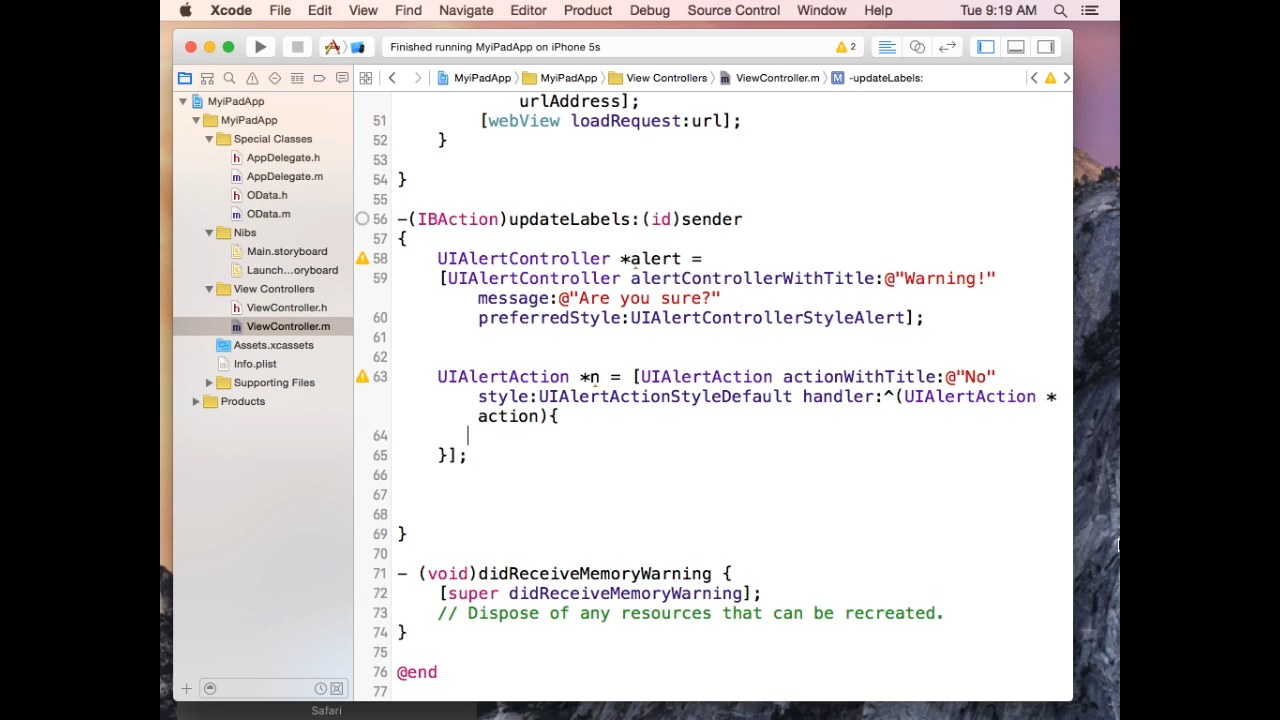 Xcode File Edit View Find Navigate Editor Product Debug Source Control Window Help Tue 9:19 AM
Finished running MyiPadApp on iPhone 5s 2
MyiPadApp MyiPadApp View Controllers ViewController.m M -updateLabels:
MyiPadApp
MyiPadApp
Special Classes
h AppDelegate.h
m AppDelegate.m
h OData.h
m OData.m
Nibs
Main.storyboard
Launch...oryboard
View Controllers
h ViewController.h
m ViewController.m
Assets.xcassets
Info.plist
Supporting Files
Products
urlAddress];
51 [webView loadRequest:url];
52 }
53
54 }
55
56 -(IBAction)updateLabels:(id)sender
57 {
58 UIAlertController *alert =
59 [UIAlertController alertControllerWithTitle:@"Warning!"
message:@"Are you sure?"
60 preferredStyle:UIAlertControllerStyleAlert];
61
62
63 UIAlertAction *n = [UIAlertAction actionWithTitle:@"No"
style:UIAlertActionStyleDefault handler:^(UIAlertAction *
action){
64
65 }];
66
67
68
69 }
70
71 - (void)didReceiveMemoryWarning {
72 [super didReceiveMemoryWarning];
73 // Dispose of any resources that can be recreated.
74 }
75
76 @end
77
Safari